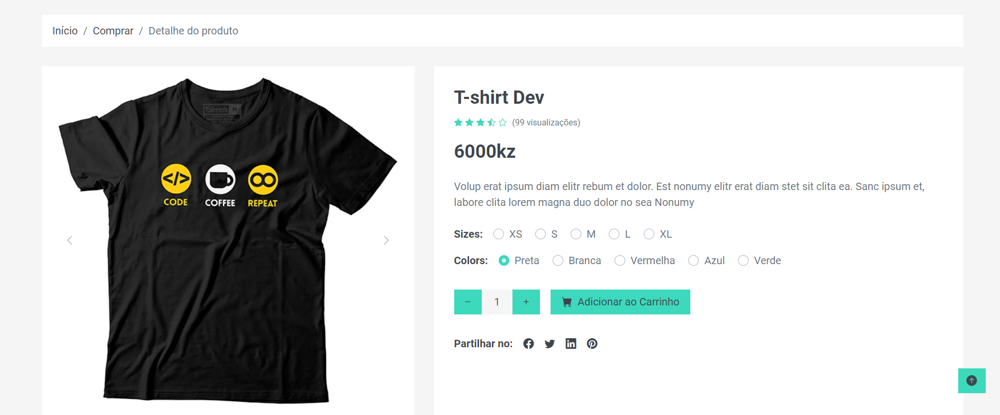 Início / Comprar / Detalhe do produto
CODE
COFFEE
REPEAT
T-shirt Dev
(99 visualizações)
6000kz
Volup erat ipsum diam elitr rebum et dolor. Est nonumy elitr erat diam stet sit clita ea. Sanc ipsum et,
labore clita lorem magna duo dolor no sea Nonumy
Sizes: XS S M L XL
Colors: Preta Branca Vermelha Azul Verde
− 1 + Adicionar ao Carrinho
Partilhar no: